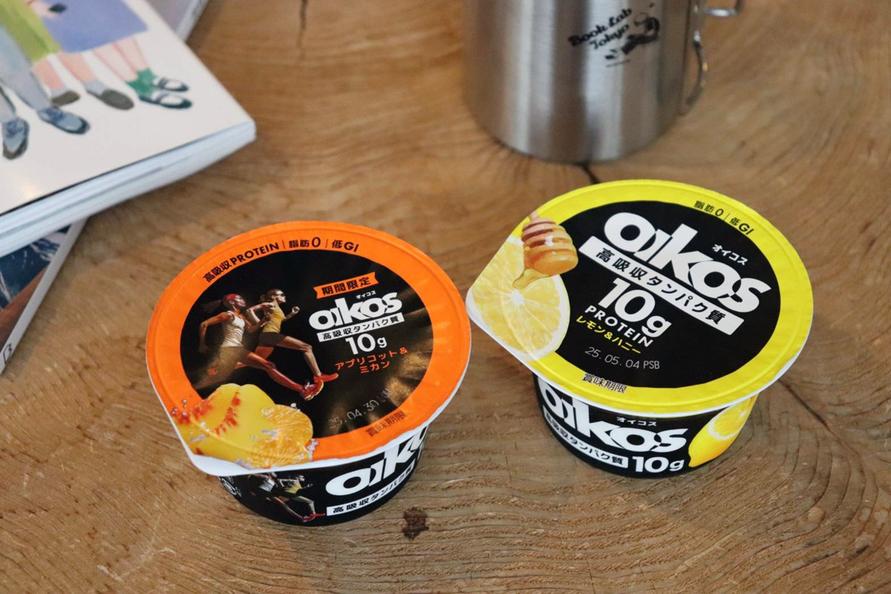 Book Lab
Tokyo
高吸収PROTEIN | 脂肪0 | 低GI
期間限定
オイコス
oikos
高吸収タンパク質
10g
アプリコット&
ミカン
.04.30
賞味期限
oikos
高吸収タンパク質
脂肪0 | 低GI
オイコス
oikos
高吸収タンパク質
10g
PROTEIN
レモン&ハニー
25.05.04 PSB
賞味期限
オイコス
oikos
高吸収タンパク質
10g